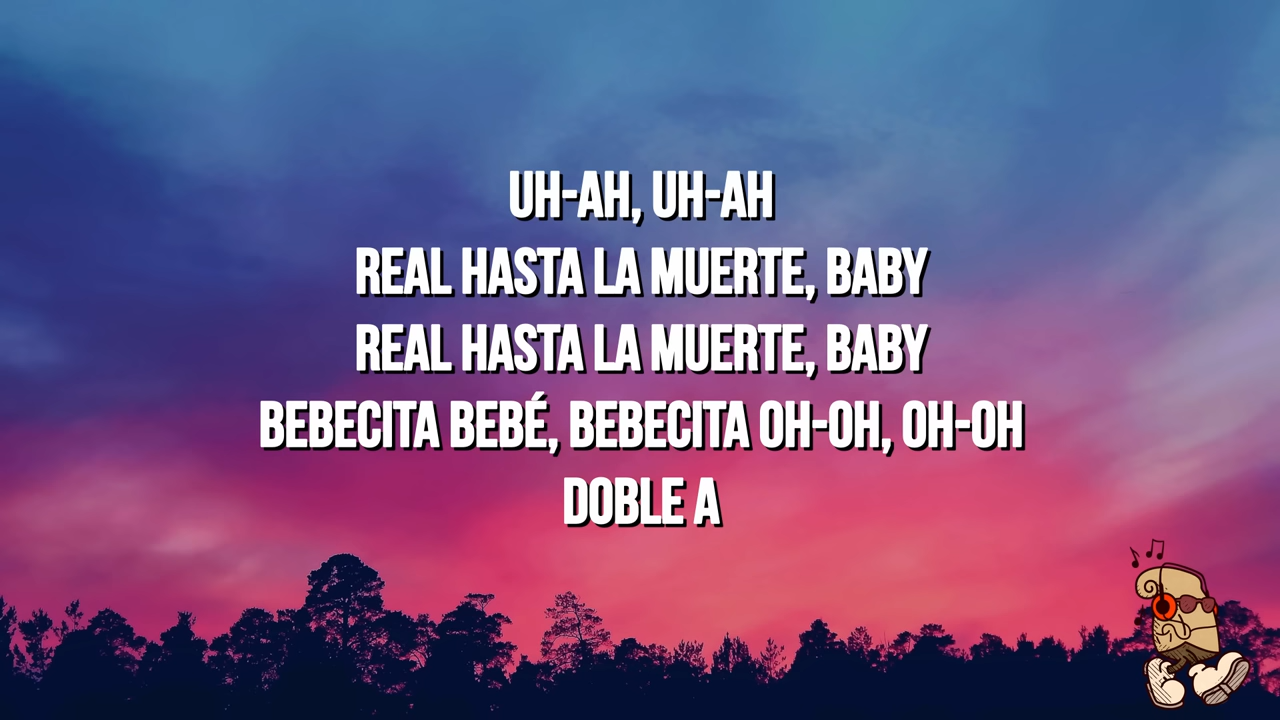 UH-AH, UH-AH
REAL HASTA LA MUERTE, BABY
REAL HASTA LA MUERTE, BABY
BEBECITA BEBÉ, BEBECITA OH-OH, OH-OH
DOBLE A